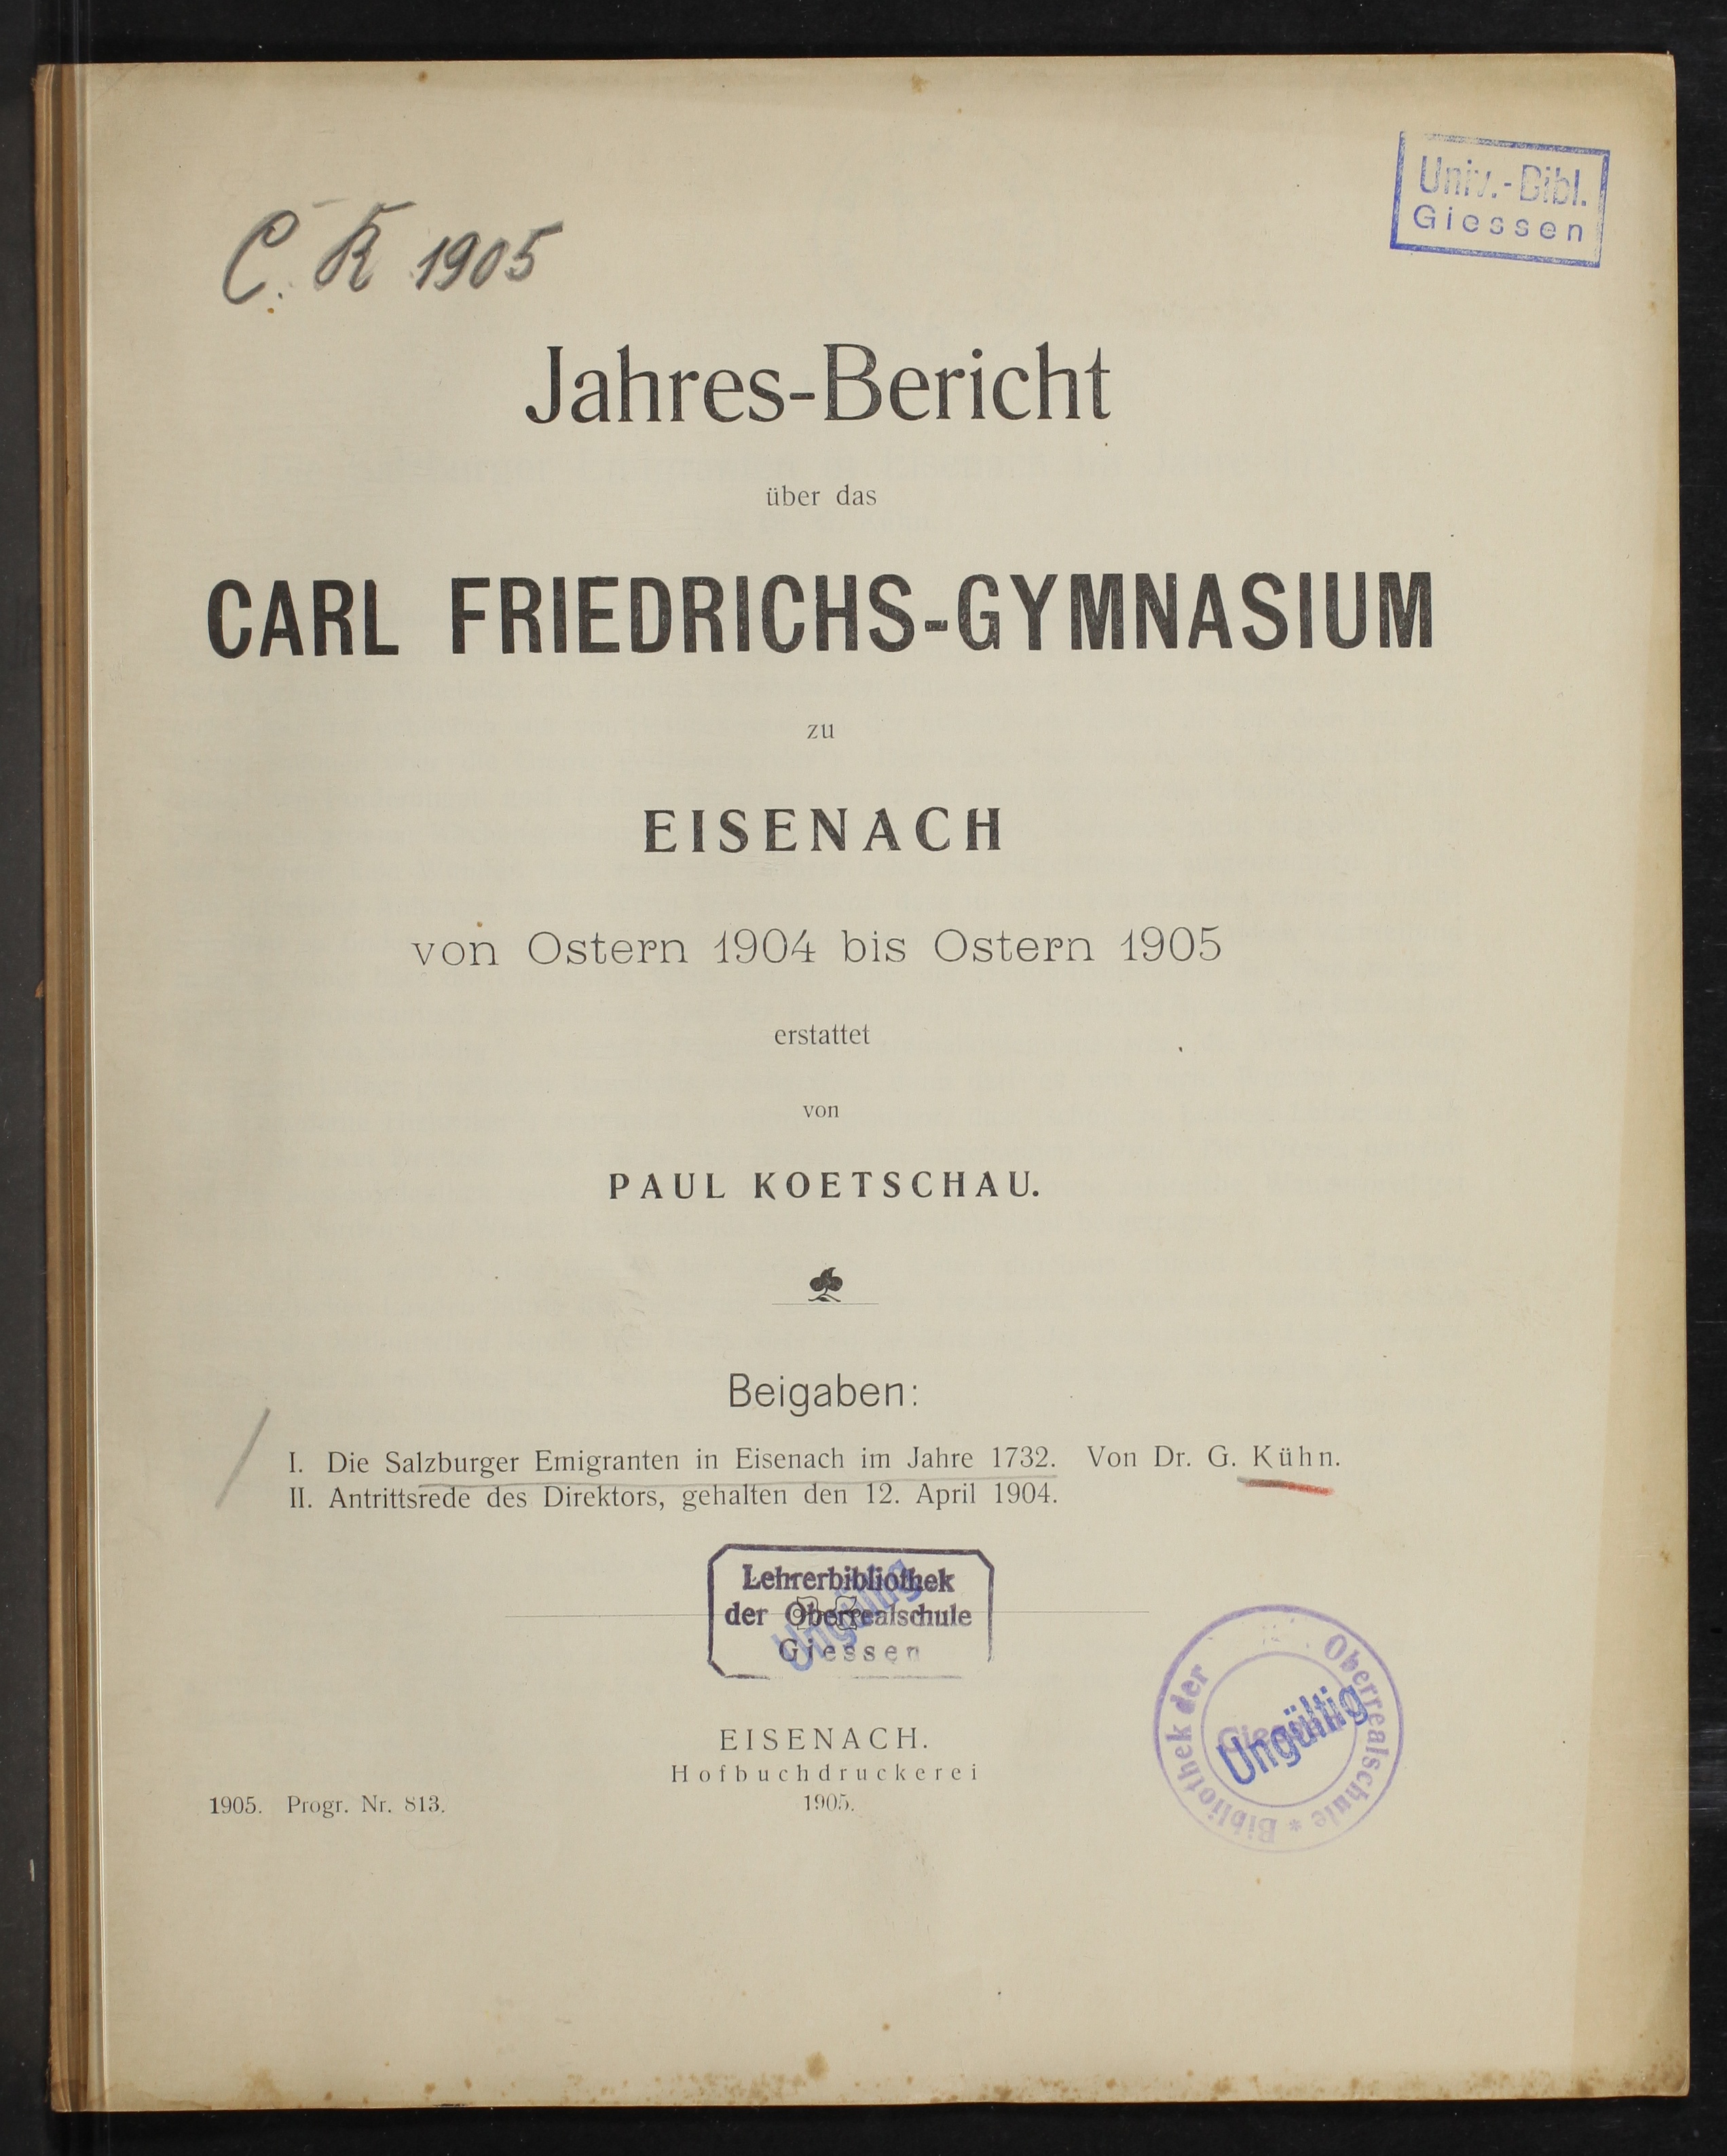 Univ.-Bibl.
Giessen
C. K 1905
Jahres-Bericht
über das
CARL FRIEDRICHS-GYMNASIUM
zu
EISENACH
von Ostern 1904 bis Ostern 1905
erstattet
von
PAUL KOETSCHAU.
Beigaben:
I. Die Salzburger Emigranten in Eisenach im Jahre 1732. Von Dr. G. Kühn.
II. Antrittsrede des Direktors, gehalten den 12. April 1904.
Lehrerbibliothek
der Oberrealschule
Giessen
Ungültig
Bibliothek der Oberrealschule *
Ungültig
EISENACH.
Hofbuchdruckerei
1905.
1905. Progr. Nr. 813.